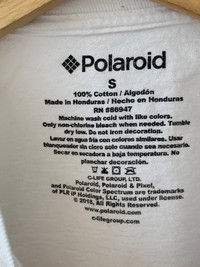 Polaroid
S
100% Cotton / Algodón
Made in Honduras / Hecho en Honduras
RN #86947
Machine wash cold with like colors.
Only non-chlorine bleach when needed. Tumble
dry low. Do not iron decoration.
Lavar en agua fría con colores similares. Usar
blanqueador sin cloro solo cuando sea necesario.
Secar en secadora a baja temperatura. No
planchar decoración.
C-LIFE GROUP, LTD.
Polaroid, Polaroid & Pixel,
and Polaroid Color Spectrum are trademarks
of PLR IP Holdings, LLC, used under license.
© 2018, All Rights Reserved.
www.polaroid.com
c-lifegroup.com